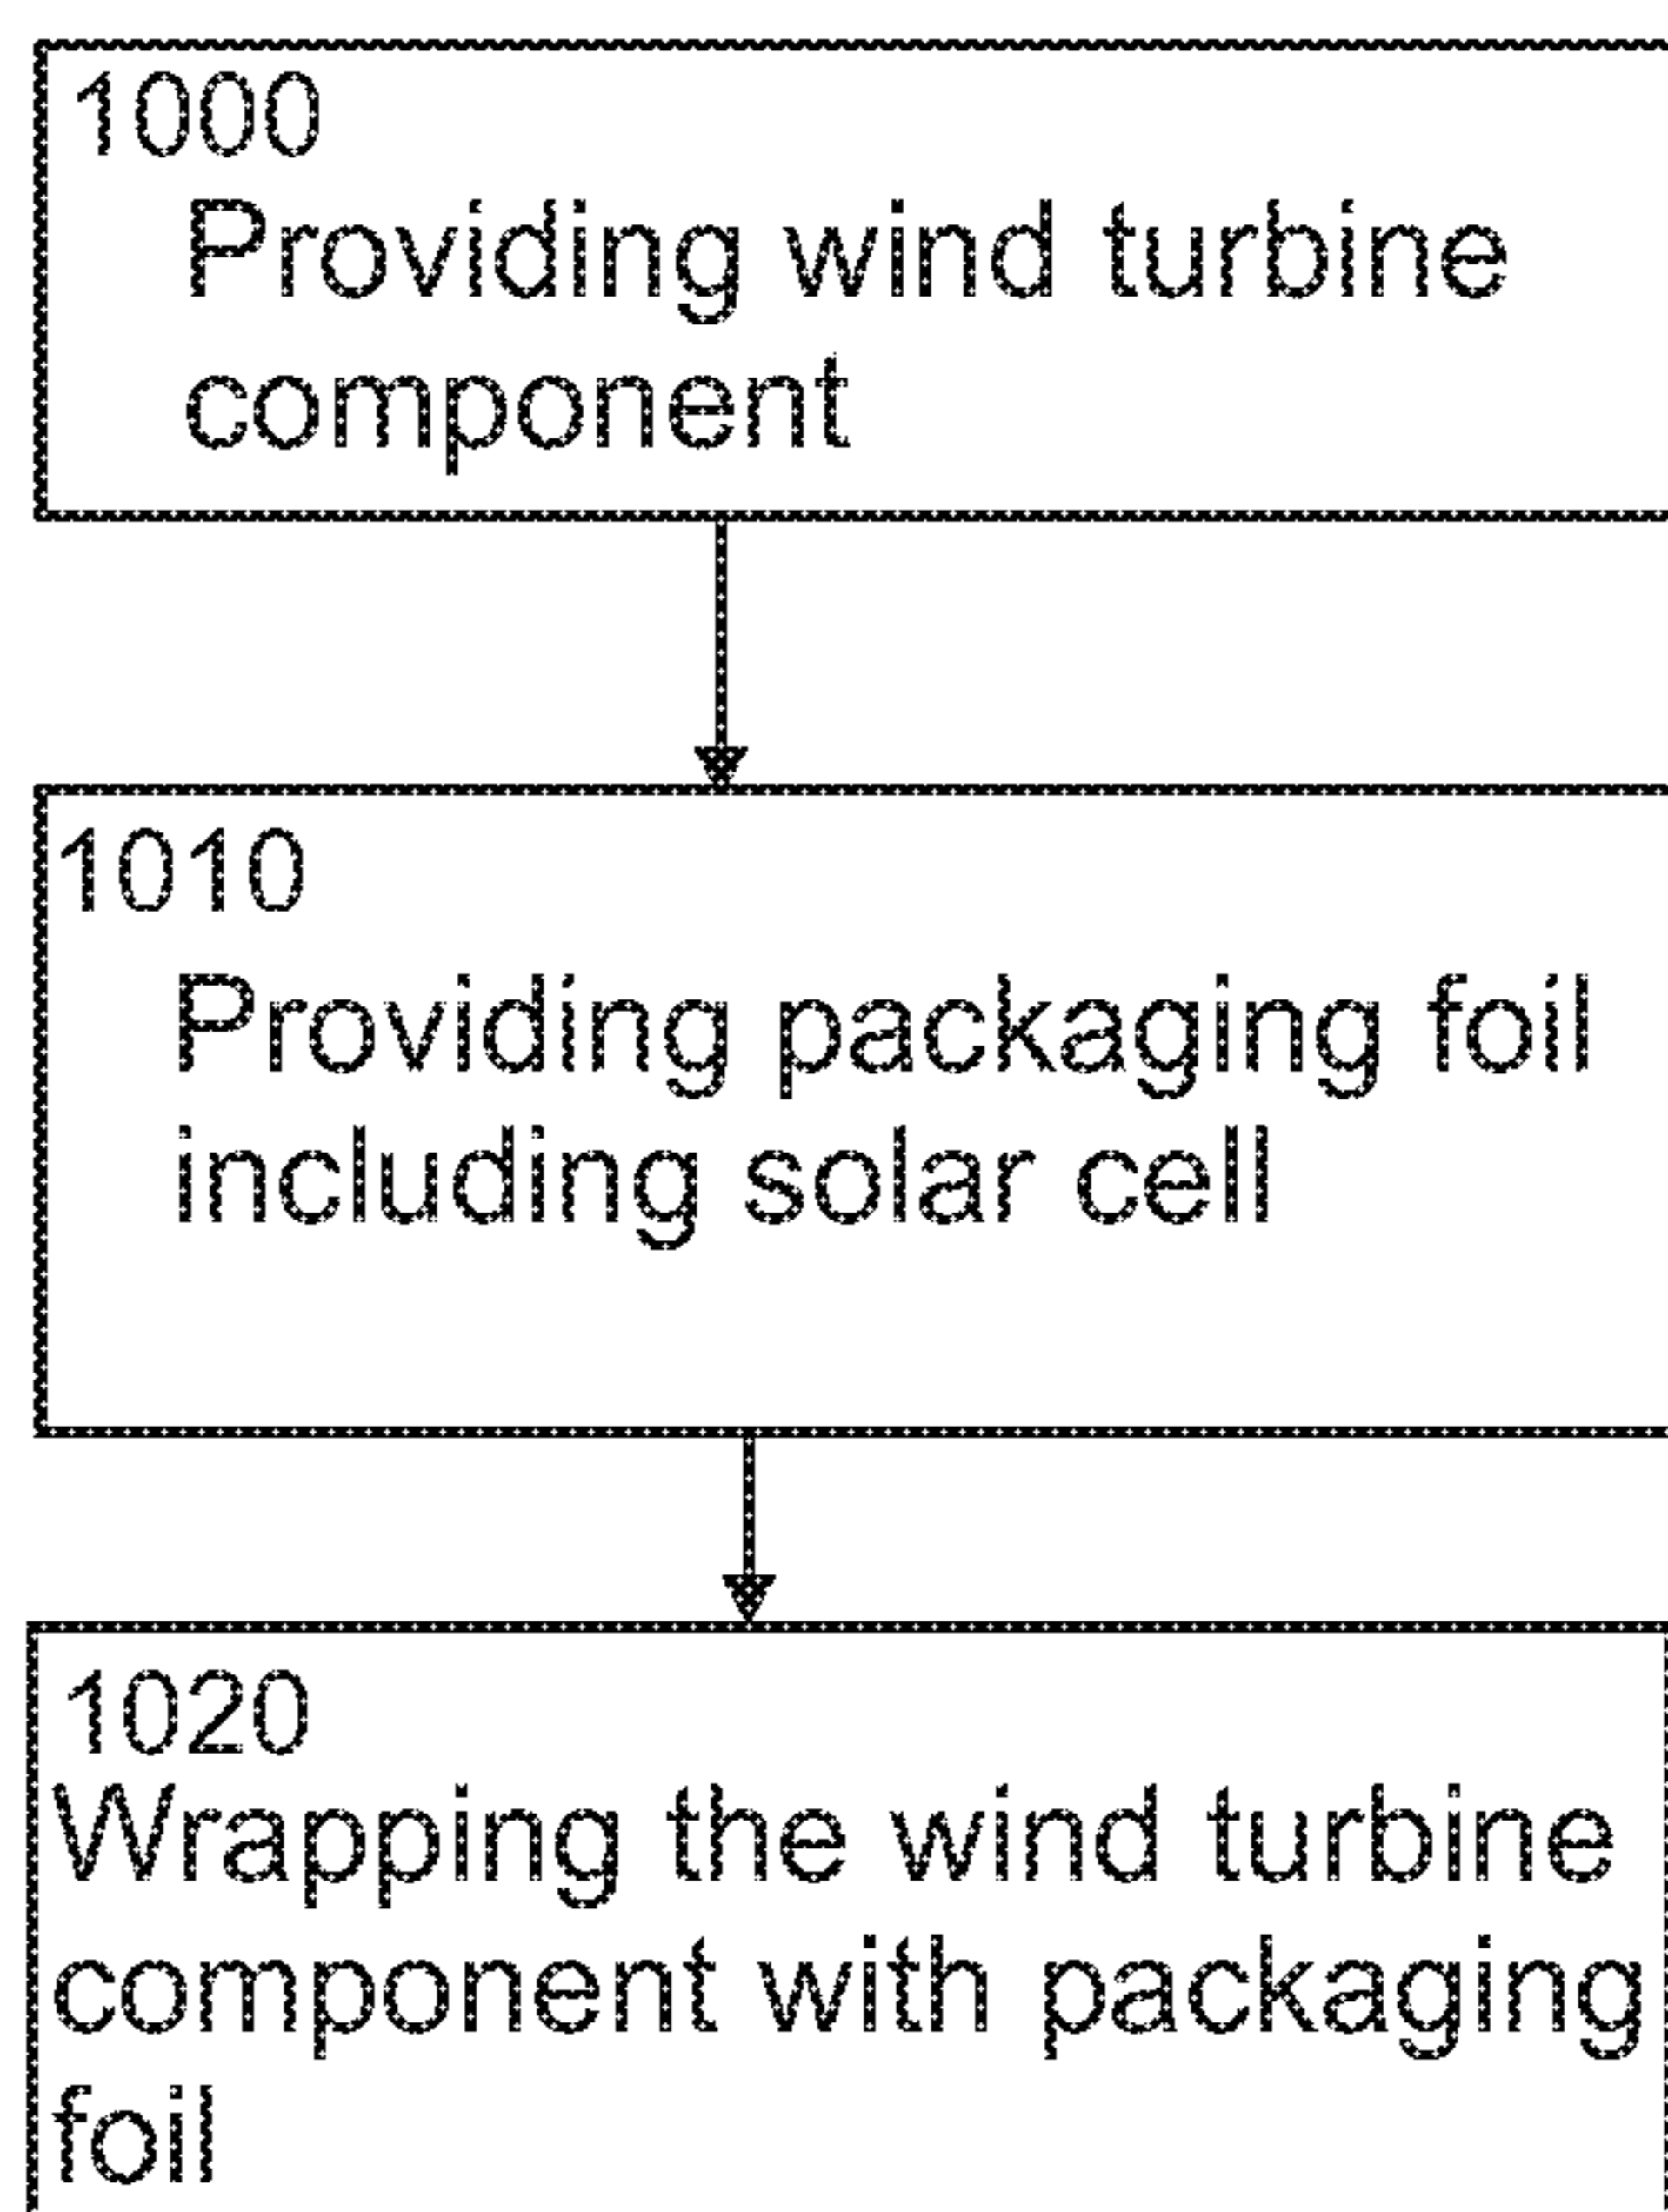 1000
Providing wind turbine
component
1010
Providing packaging foil
including solar cell
1020
Wrapping the wind turbine
component with packaging
foil